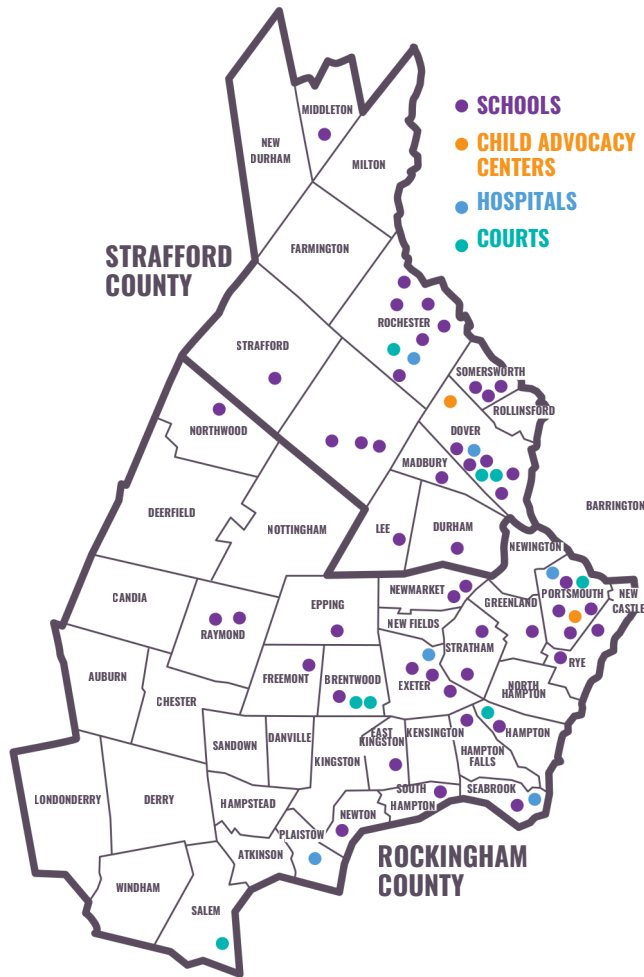 MIDDLETON
NEW
DURHAM
MILTON
SCHOOLS
CHILD ADVOCACY
CENTERS
HOSPITALS
COURTS
STRAFFORD
COUNTY
FARMINGTON
ROCHESTER
STRAFFORD
SOMERSWORTH
ROLLINSFORD
NORTHWOOD
DOVER
MADBURY
BARRINGTON
DEERFIELD
NOTTINGHAM
LEE
DURHAM
NEWINGTON
CANDIA
EPPING
NEWMARKET
GREENLAND
PORTSMOUTH
NEW
CASTLE
RAYMOND
NEW FIELDS
STRATHAM
RYE
AUBURN
CHESTER
FREEMONT
BRENTWOOD
EXETER
NORTH
HAMPTON
SANDOWN
DANVILLE
KINGSTON
EAST
KINGSTON
KENSINGTON
HAMPTON
HAMPTON
FALLS
LONDONDERRY
DERRY
HAMPSTEAD
SOUTH
HAMPTON
SEABROOK
NEWTON
PLAISTOW
ATKINSON
ROCKINGHAM
COUNTY
WINDHAM
SALEM